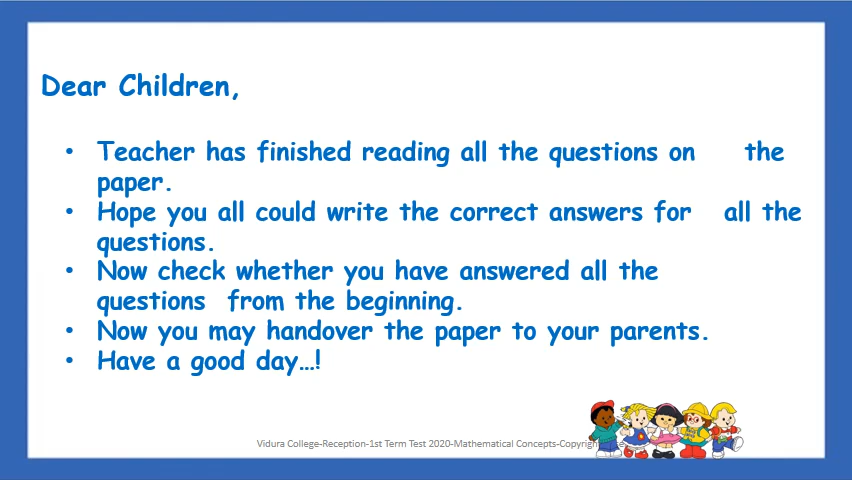 Dear Children,
• Teacher has finished reading all the questions on the
paper.
• Hope you all could write the correct answers for all the
questions.
• Now check whether you have answered all the
questions from the beginning.
• Now you may handover the paper to your parents.
• Have a good day…!
Vidura College-Reception-1st Term Test 2020-Mathematical Concepts-Copyright